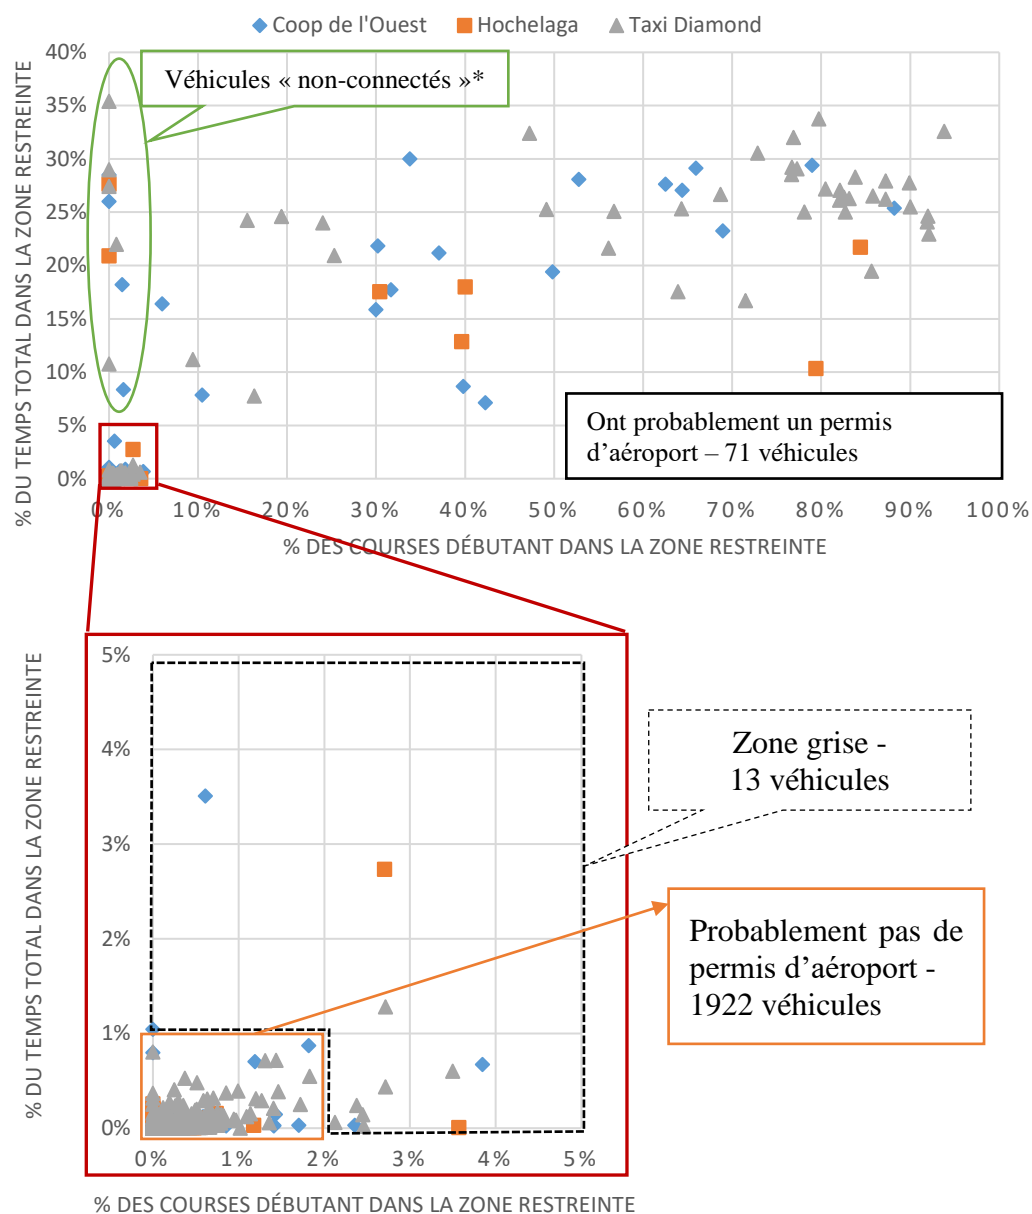 Coop de l'Ouest Hochelaga Taxi Diamond
40%
35%
30%
25%
20%
15%
10%
5%
0%
% DU TEMPS TOTAL DANS LA ZONE RESTREINTE
Véhicules « non-connectés »*
Ont probablement un permis
d’aéroport – 71 véhicules
0% 10% 20% 30% 40% 50% 60% 70% 80% 90% 100%
% DES COURSES DÉBUTANT DANS LA ZONE RESTREINTE
5%
4%
3%
2%
1%
0%
% DU TEMPS TOTAL DANS LA ZONE RESTREINTE
Zone grise -
13 véhicules
Probablement pas de
permis d’aéroport -
1922 véhicules
0% 1% 2% 3% 4% 5%
% DES COURSES DÉBUTANT DANS LA ZONE RESTREINTE